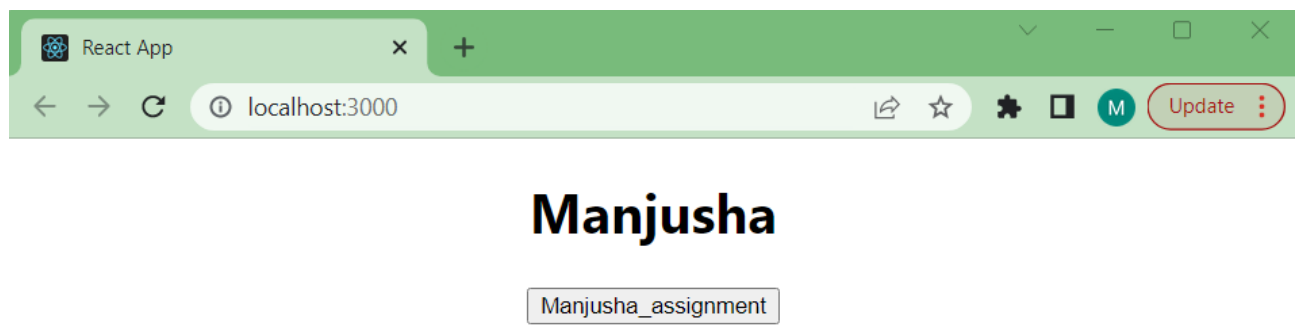 React App
localhost:3000
M
Update
Manjusha
Manjusha_assignment